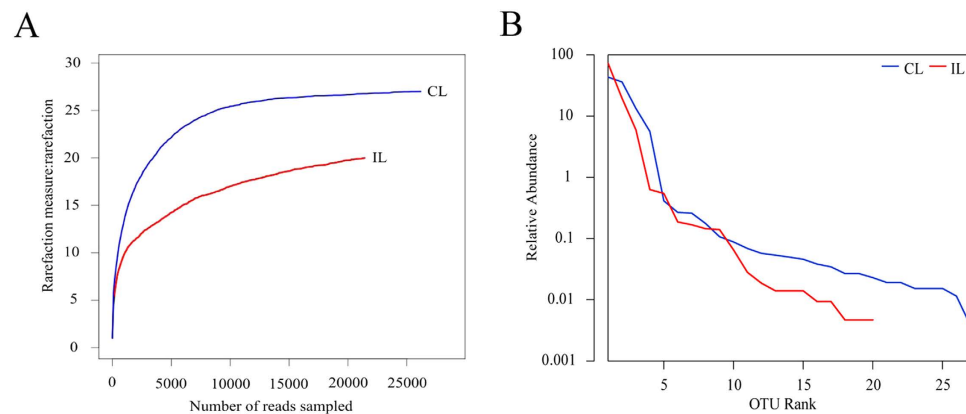 A
B
Rarefaction measure:rarefaction
30
25
20
15
10
5
0
CL
IL
0
5000
10000
15000
20000
25000
Number of reads sampled
Relative Abundance
100
10
1
0.1
0.01
0.001
CL IL
5
10
15
20
25
OTU Rank